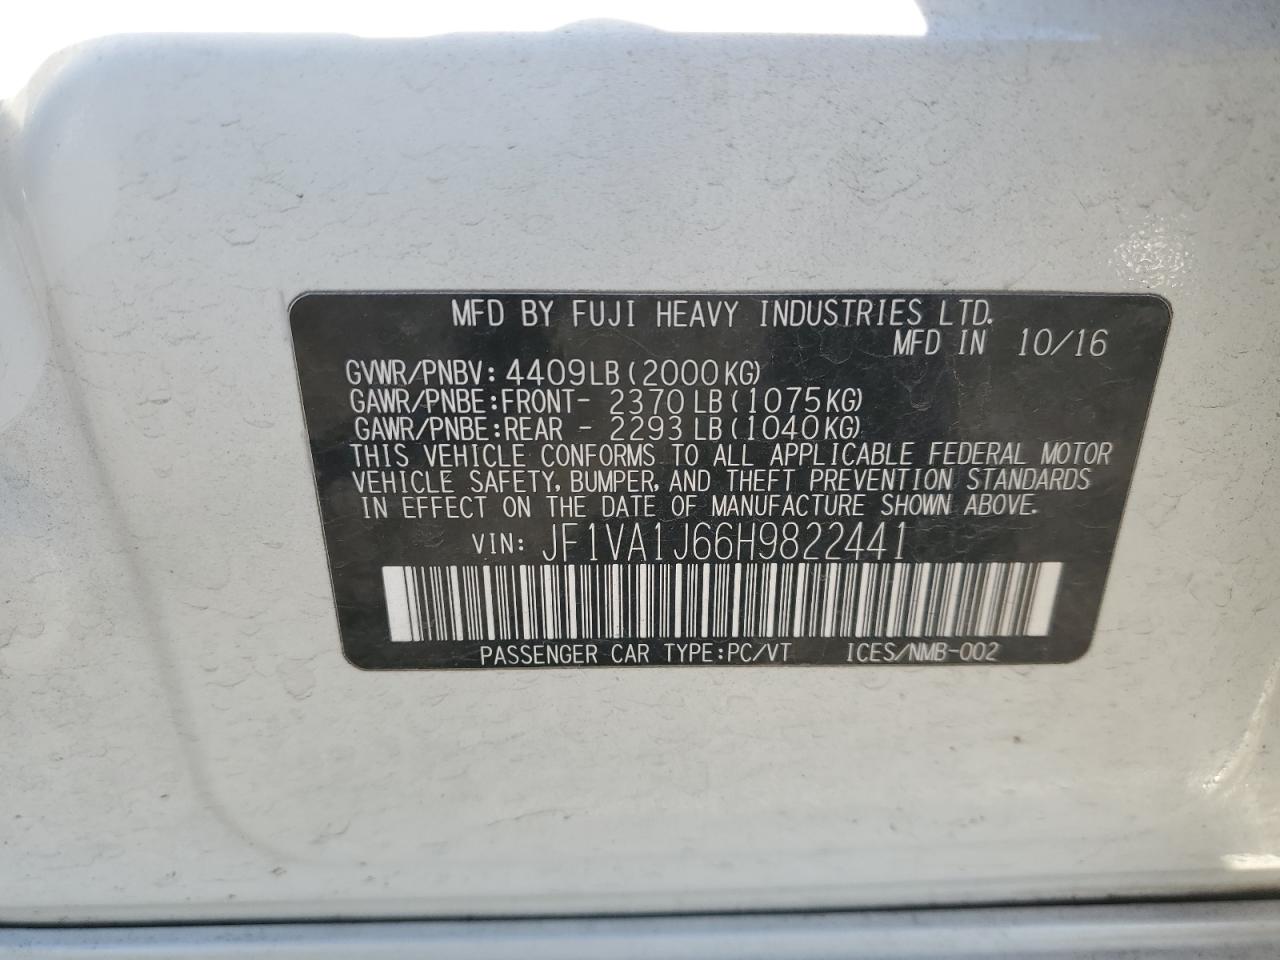 MFD BY FUJI HEAVY INDUSTRIES LTD.
MFD IN 10/16
GVWR/PNBV: 4409LB (2000KG)
GAWR/PNBE: FRONT- 2370 LB (1075KG)
GAWR/PNBE: REAR - 2293 LB (1040KG)
THIS VEHICLE CONFORMS TO ALL APPLICABLE FEDERAL MOTOR
VEHICLE SAFETY, BUMPER, AND THEFT PREVENTION STANDARDS
IN EFFECT ON THE DATE OF MANUFACTURE SHOWN ABOVE.
VIN: JF1VA1J66H9822441
PASSENGER CAR TYPE: PC/VT ICES/NMB-002